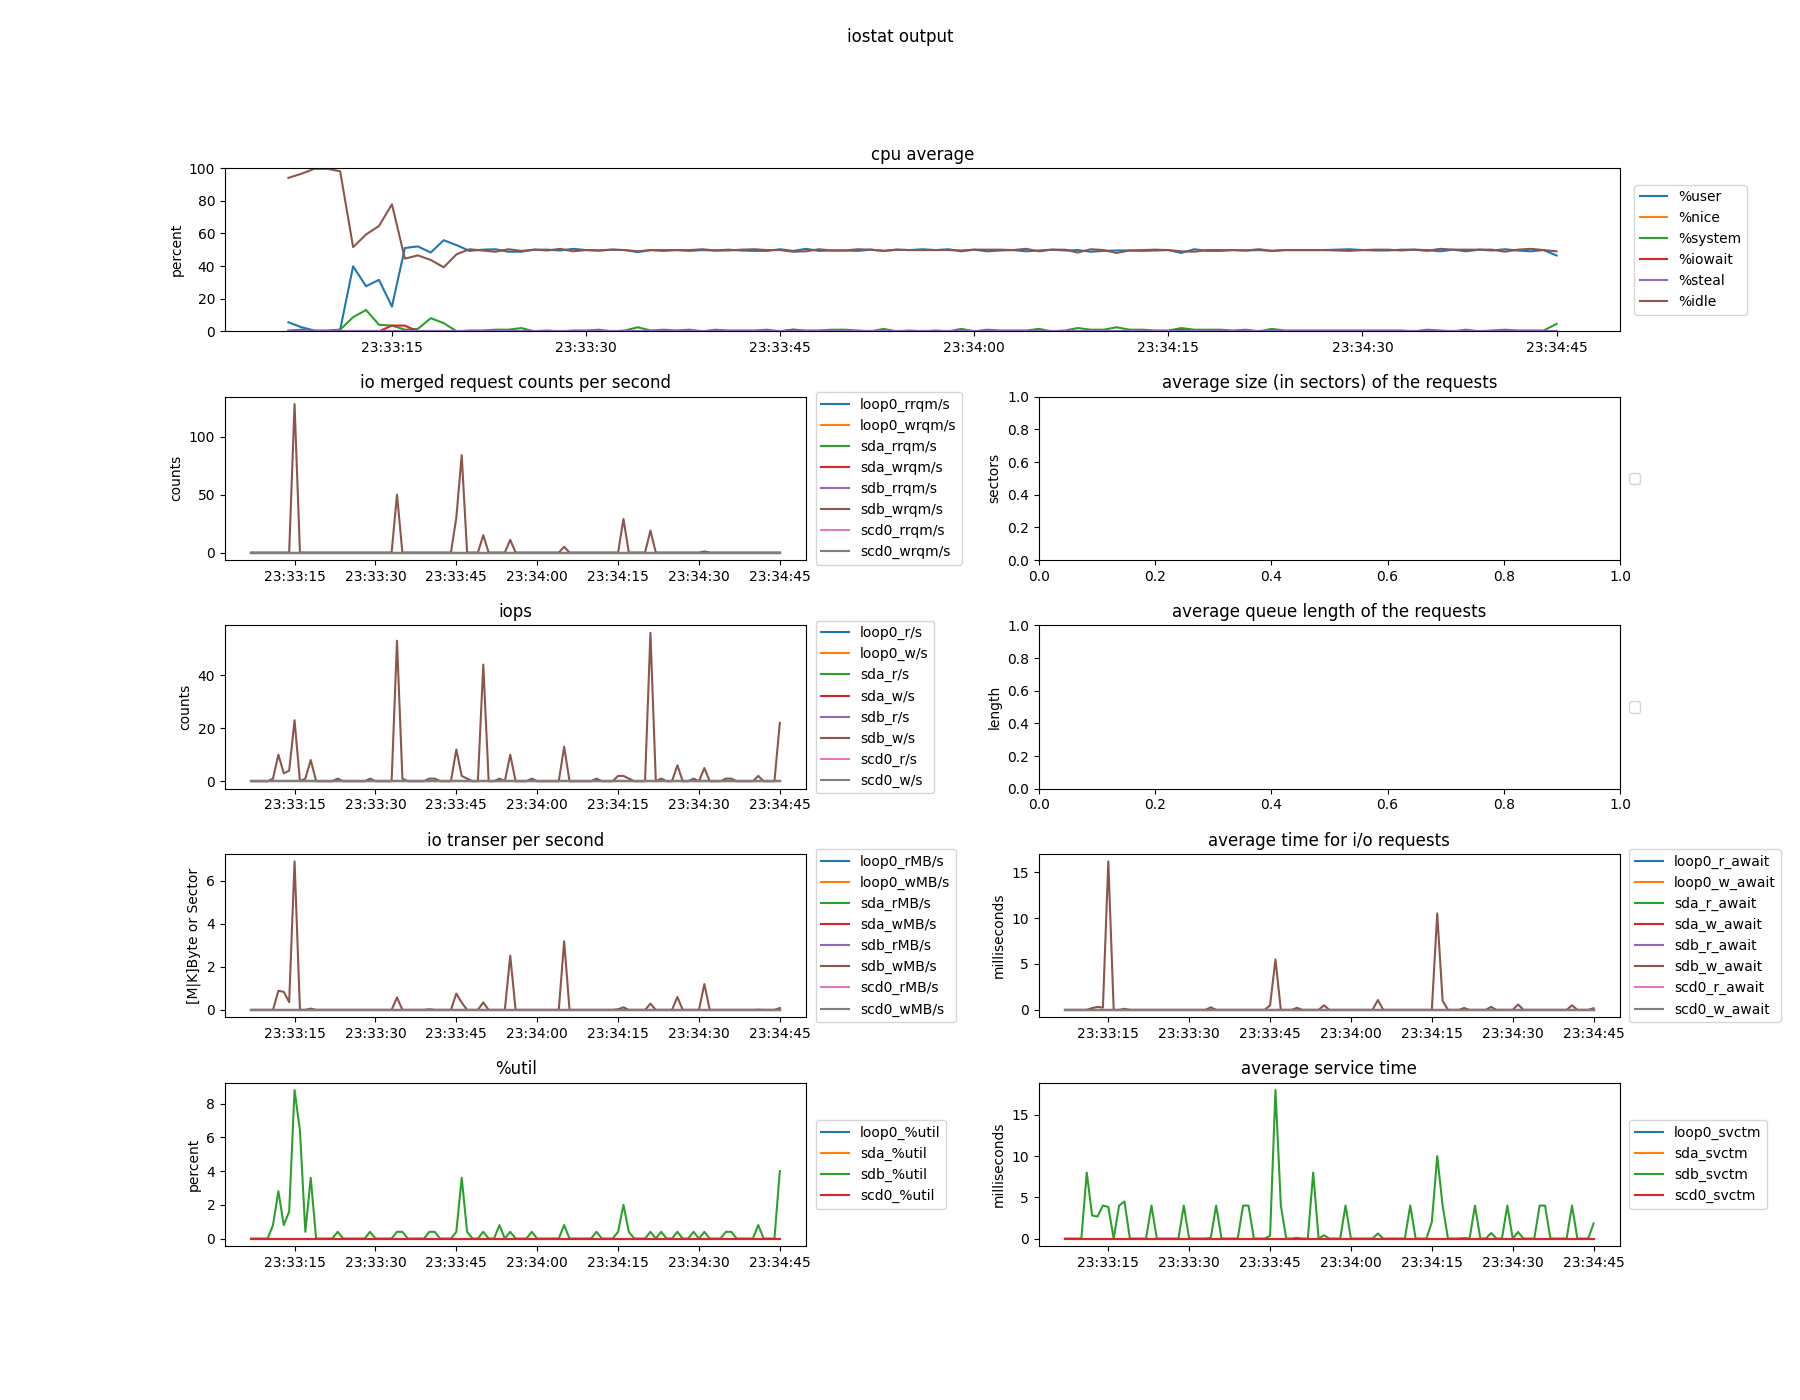 iostat output
cpu average
percent
100
80
60
40
20
0
23:33:15 23:33:30 23:33:45 23:34:00 23:34:15 23:34:30 23:34:45
%user
%nice
%system
%iowait
%steal
%idle
io merged request counts per second
counts
100
50
0
23:33:15 23:33:30 23:33:45 23:34:00 23:34:15 23:34:30 23:34:45
loop0_rrqm/s
loop0_wrqm/s
sda_rrqm/s
sda_wrqm/s
sdb_rrqm/s
sdb_wrqm/s
scd0_rrqm/s
scd0_wrqm/s
average size (in sectors) of the requests
sectors
1.0
0.8
0.6
0.4
0.2
0.0
0.0 0.2 0.4 0.6 0.8 1.0
iops
counts
40
20
0
23:33:15 23:33:30 23:33:45 23:34:00 23:34:15 23:34:30 23:34:45
loop0_r/s
loop0_w/s
sda_r/s
sda_w/s
sdb_r/s
sdb_w/s
scd0_r/s
scd0_w/s
average queue length of the requests
length
1.0
0.8
0.6
0.4
0.2
0.0
0.0 0.2 0.4 0.6 0.8 1.0
io transer per second
[M|K]Byte or Sector
6
4
2
0
23:33:15 23:33:30 23:33:45 23:34:00 23:34:15 23:34:30 23:34:45
loop0_rMB/s
loop0_wMB/s
sda_rMB/s
sda_wMB/s
sdb_rMB/s
sdb_wMB/s
scd0_rMB/s
scd0_wMB/s
average time for i/o requests
milliseconds
15
10
5
0
23:33:15 23:33:30 23:33:45 23:34:00 23:34:15 23:34:30 23:34:45
loop0_r_await
loop0_w_await
sda_r_await
sda_w_await
sdb_r_await
sdb_w_await
scd0_r_await
scd0_w_await
%util
percent
8
6
4
2
0
23:33:15 23:33:30 23:33:45 23:34:00 23:34:15 23:34:30 23:34:45
loop0_%util
sda_%util
sdb_%util
scd0_%util
average service time
milliseconds
15
10
5
0
23:33:15 23:33:30 23:33:45 23:34:00 23:34:15 23:34:30 23:34:45
loop0_svctm
sda_svctm
sdb_svctm
scd0_svctm